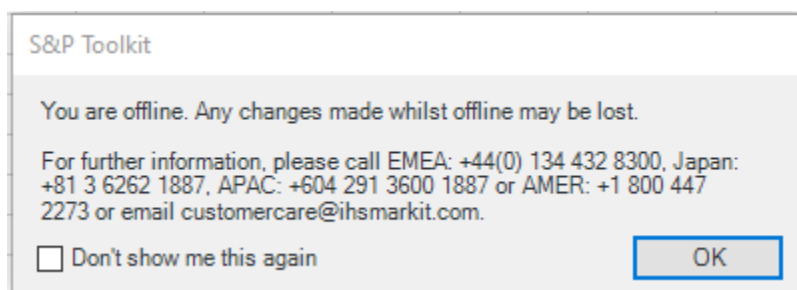 S&P Toolkit
You are offline. Any changes made whilst offline may be lost.
For further information, please call EMEA: +44(0) 134 432 8300, Japan:
+81 3 6262 1887, APAC: +604 291 3600 1887 or AMER: +1 800 447
2273 or email customercare@ihsmarkit.com.
Don't show me this again
OK